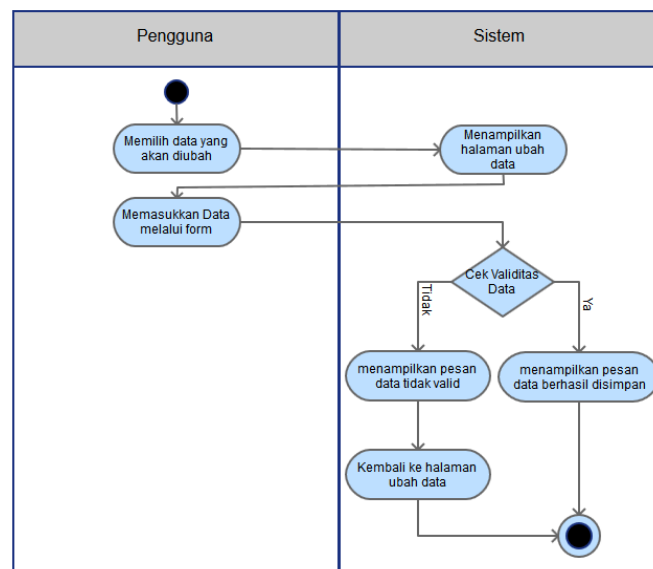 Pengguna
Sistem
Memilih data yang
akan diubah
Menampilkan
halaman ubah
data
Memasukkan Data
melalui form
Cek Validitas
Data
Tidak
Ya
menampilkan pesan
data tidak valid
menampilkan pesan
data berhasil disimpan
Kembali ke halaman
ubah data